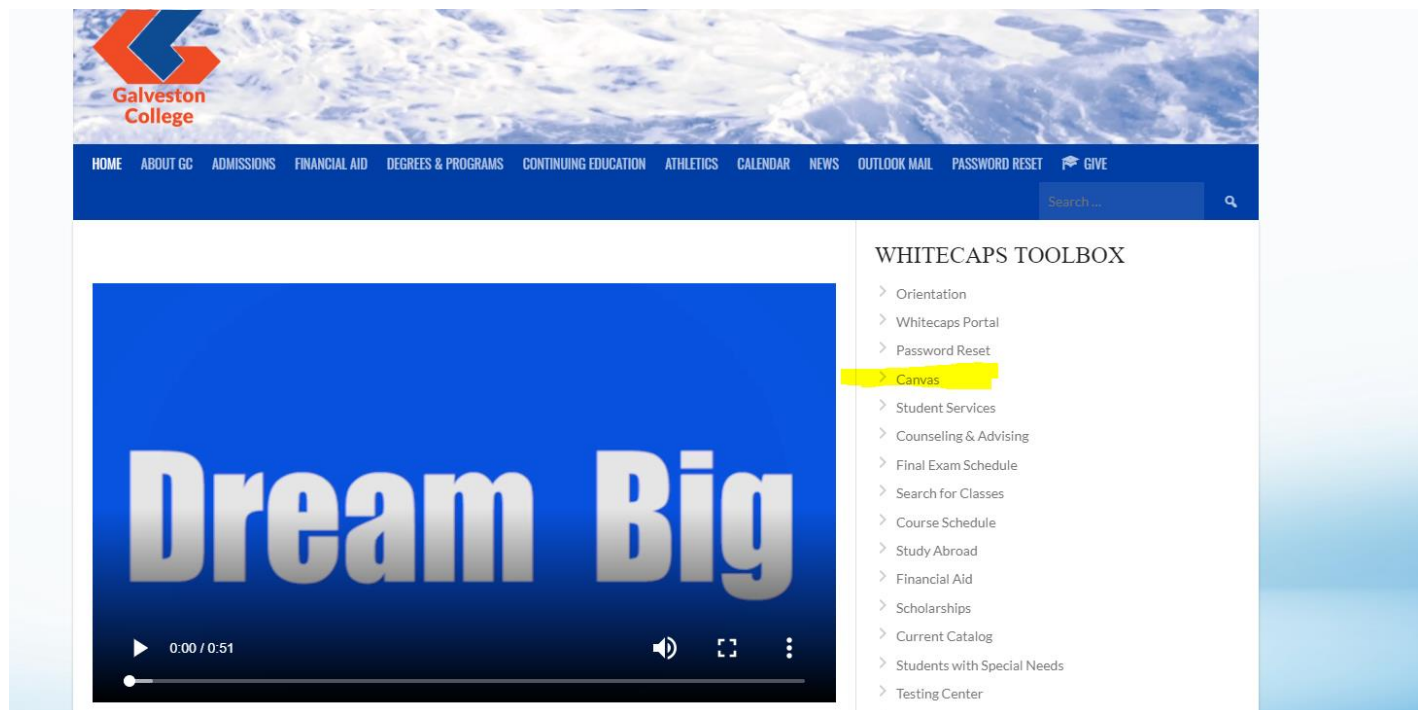 Galveston
College
HOME ABOUT GC ADMISSIONS FINANCIAL AID DEGREES & PROGRAMS CONTINUING EDUCATION ATHLETICS CALENDAR NEWS OUTLOOK MAIL PASSWORD RESET GIVE
Search ...
WHITECAPS TOOLBOX
Orientation
Whitecaps Portal
Password Reset
Canvas
Student Services
Counseling & Advising
Final Exam Schedule
Search for Classes
Course Schedule
Study Abroad
Financial Aid
Scholarships
Current Catalog
Students with Special Needs
Testing Center
Dream Big
0:00 / 0:51